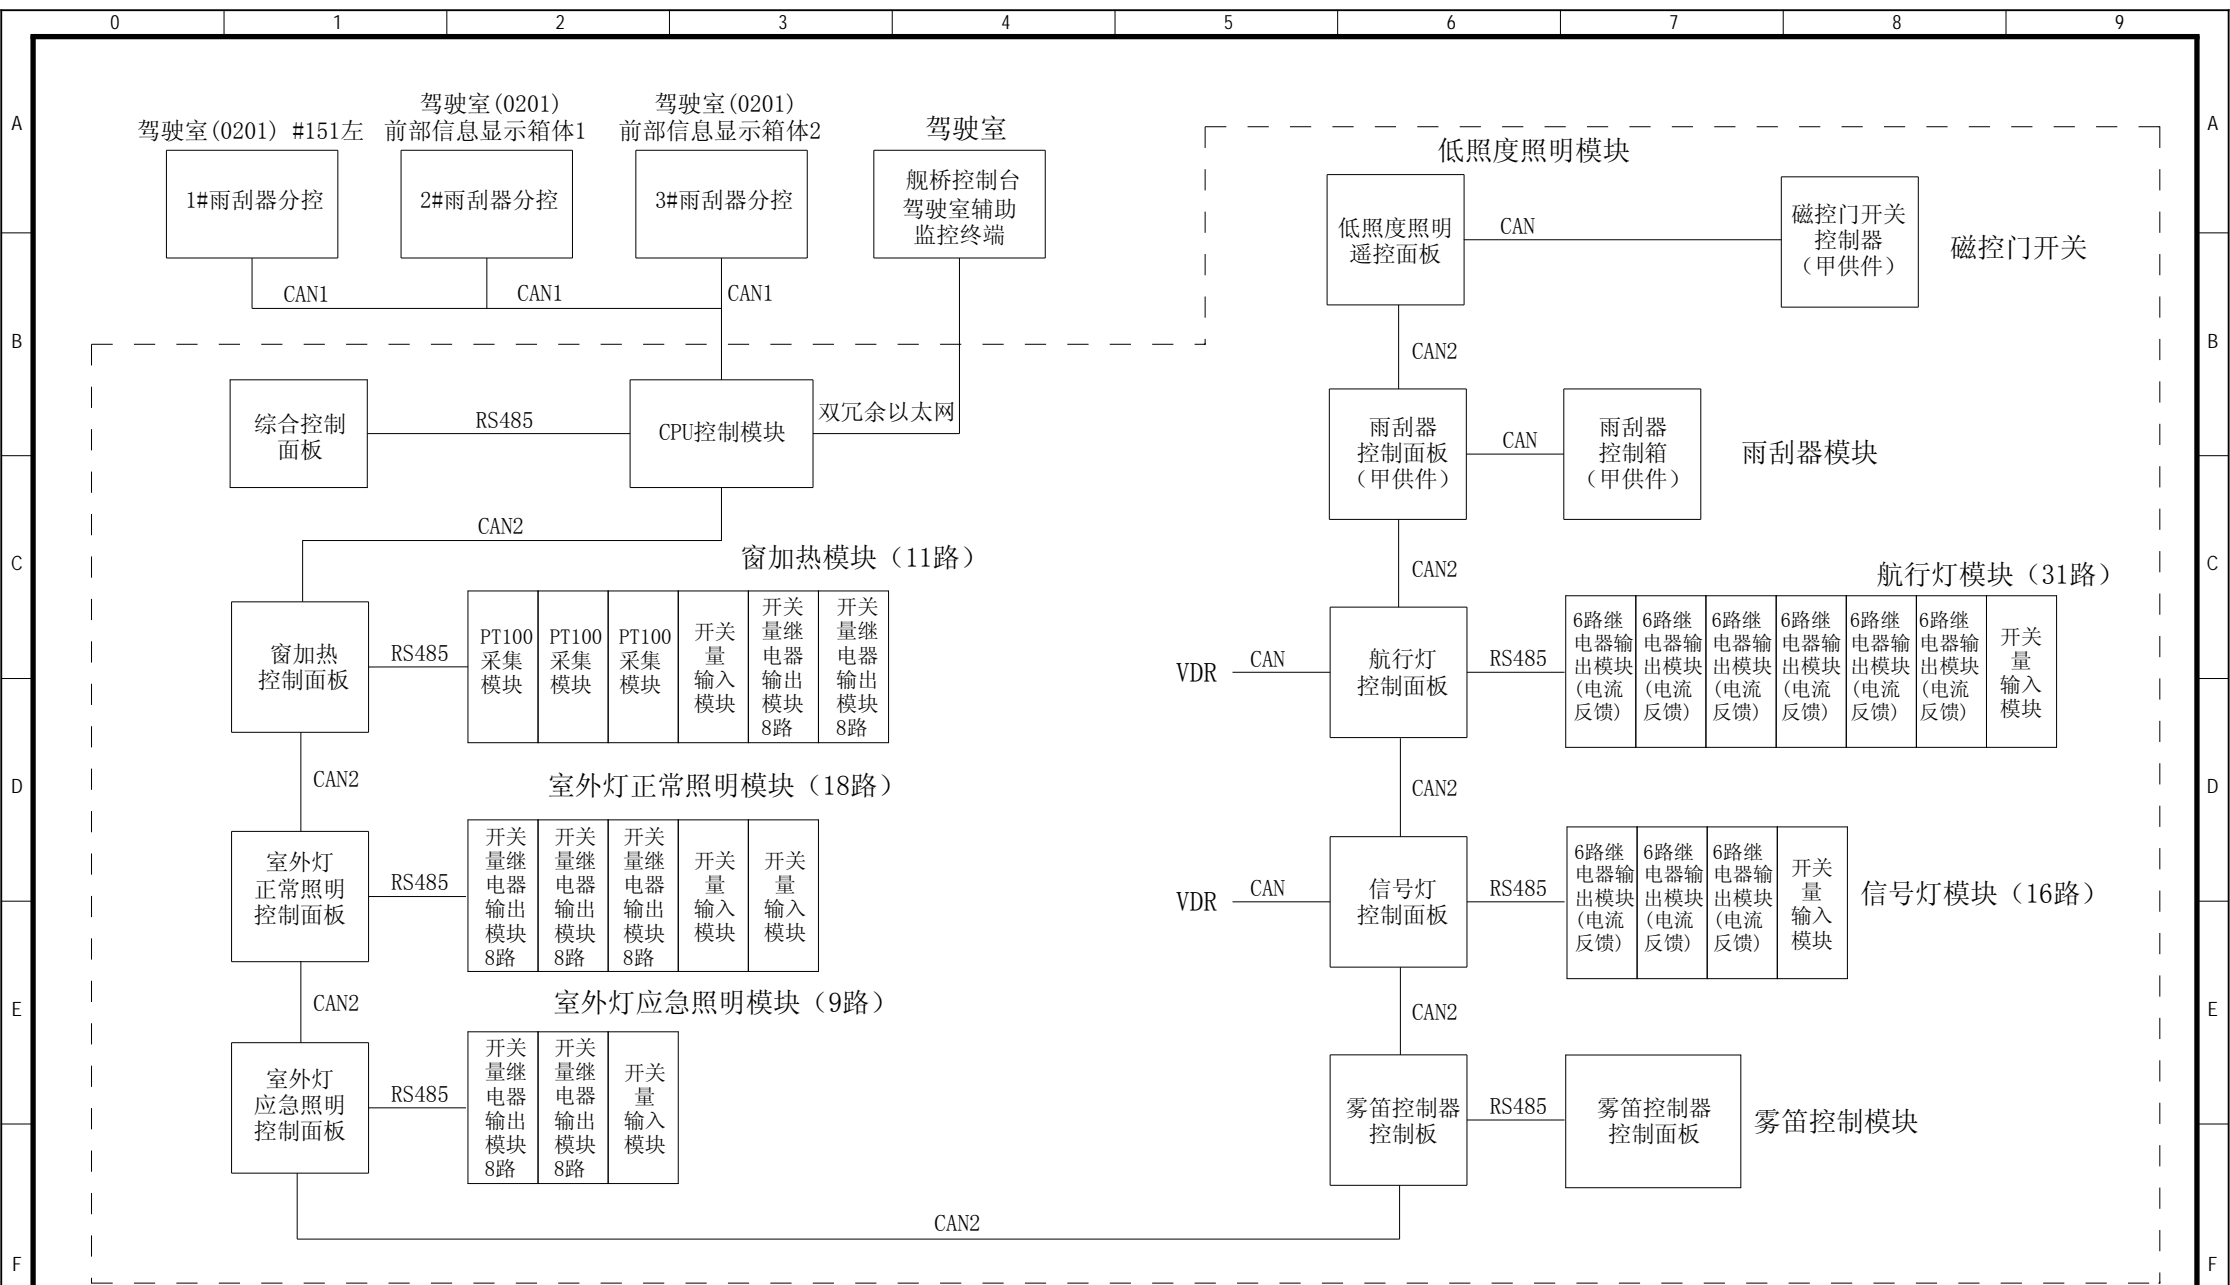 0 1 2 3 4 5 6 7 8 9
A
B
C
D
E
F
A
B
C
D
E
F
驾驶室(0201) #151左
1#雨刮器分控
驾驶室(0201)
前部信息显示箱体1
2#雨刮器分控
驾驶室(0201)
前部信息显示箱体2
3#雨刮器分控
驾驶室
舰桥控制台
驾驶室辅助
监控终端
CAN1
CAN1
CAN1
综合控制
面板
RS485
CPU控制模块
双冗余以太网
CAN2
窗加热模块（11路）
窗加热
控制面板
RS485
PT100
采集
模块
PT100
采集
模块
PT100
采集
模块
开关
量
输入
模块
开关
量继
电器
输出
模块
8路
开关
量继
电器
输出
模块
8路
CAN2
室外灯正常照明模块（18路）
室外灯
正常照明
控制面板
RS485
开关
量继
电器
输出
模块
8路
开关
量继
电器
输出
模块
8路
开关
量继
电器
输出
模块
8路
开关
量
输入
模块
开关
量
输入
模块
CAN2
室外灯应急照明模块（9路）
室外灯
应急照明
控制面板
RS485
开关
量继
电器
输出
模块
8路
开关
量继
电器
输出
模块
8路
开关
量
输入
模块
CAN2
低照度照明模块
低照度照明
遥控面板
CAN
磁控门开关
控制器
（甲供件）
磁控门开关
CAN2
雨刮器
控制面板
（甲供件）
CAN
雨刮器
控制箱
（甲供件）
雨刮器模块
CAN2
航行灯模块（31路）
VDR
CAN
航行灯
控制面板
RS485
6路继
电器输
出模块
(电流
反馈)
6路继
电器输
出模块
(电流
反馈)
6路继
电器输
出模块
(电流
反馈)
6路继
电器输
出模块
(电流
反馈)
6路继
电器输
出模块
(电流
反馈)
6路继
电器输
出模块
(电流
反馈)
开关
量
输入
模块
CAN2
VDR
CAN
信号灯
控制面板
RS485
6路继
电器输
出模块
(电流
反馈)
6路继
电器输
出模块
(电流
反馈)
6路继
电器输
出模块
(电流
反馈)
开关
量
输入
模块
信号灯模块（16路）
CAN2
雾笛控制器
控制板
RS485
雾笛控制器
控制面板
雾笛控制模块